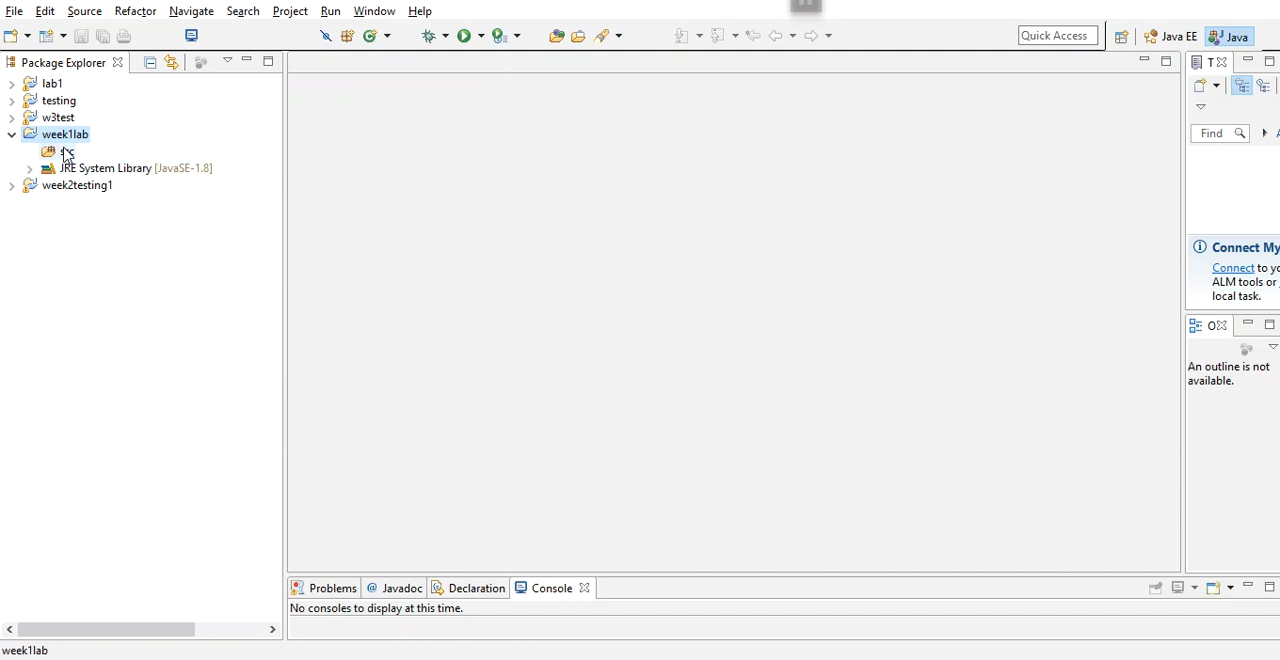 File Edit Source Refactor Navigate Search Project Run Window Help
Quick Access Java EE Java
Package Explorer
lab1
testing
w3test
week1lab
JRE System Library [JavaSE-1.8]
week2testing1
T
Find
Connect My
Connect to yo
ALM tools or
local task.
O
An outline is not
available.
Problems Javadoc Declaration Console
No consoles to display at this time.
week1lab